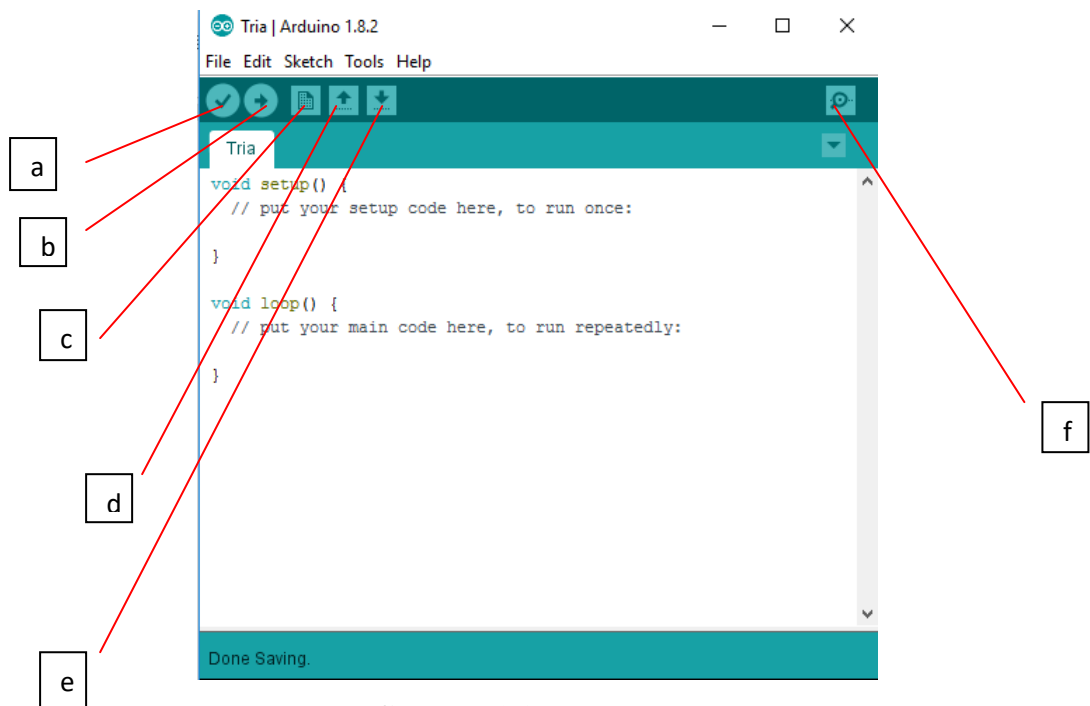 Tria | Arduino 1.8.2
File Edit Sketch Tools Help
Tria
a
b
c
d
e
f
void setup() {
// put your setup code here, to run once:
}
void loop() {
// put your main code here, to run repeatedly:
}
Done Saving.